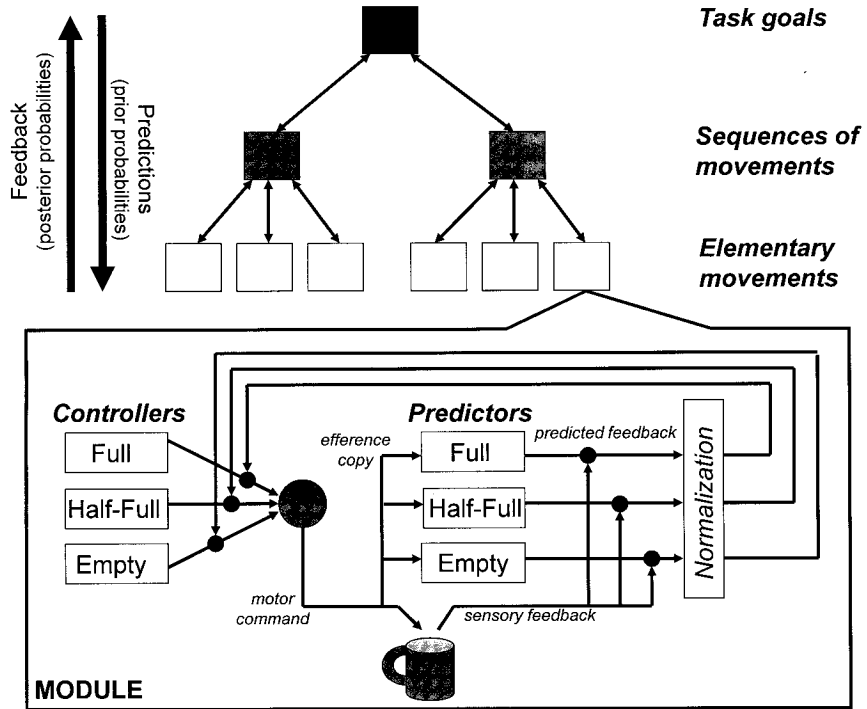 Task goals
Feedback
(posterior probabilities)
Predictions
(prior probabilities)
Sequences of
movements
Elementary
movements
Controllers
Full
Half-Full
Empty
efference
copy
Predictors
Full
Half-Full
Empty
predicted feedback
Normalization
motor
command
sensory feedback
MODULE